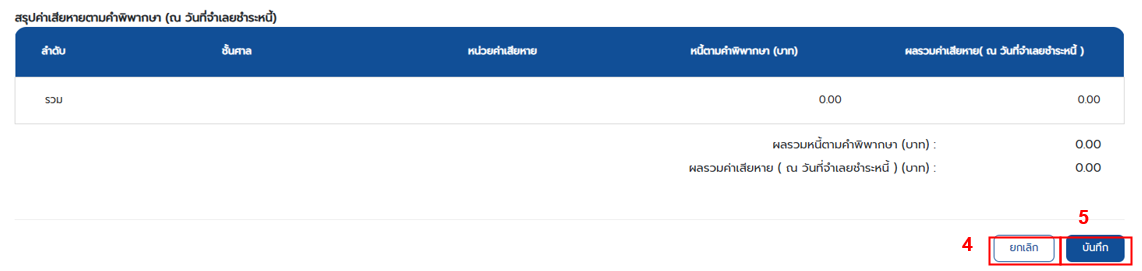 สรุปค่าเสียหายตามคำพิพากษา (ณ วันที่จำเลยชำระหนี้)
ลำดับ ชั้นศาล หน่วยค่าเสียหาย หนี้ตามคำพิพากษา (บาท) ผลรวมค่าเสียหาย( ณ วันที่จำเลยชำระหนี้ )
รวม 0.00 0.00
ผลรวมหนี้ตามคำพิพากษา (บาท) : 0.00
ผลรวมค่าเสียหาย ( ณ วันที่จำเลยชำระหนี้ ) (บาท) : 0.00
5
4 ยกเลิก บันทึก